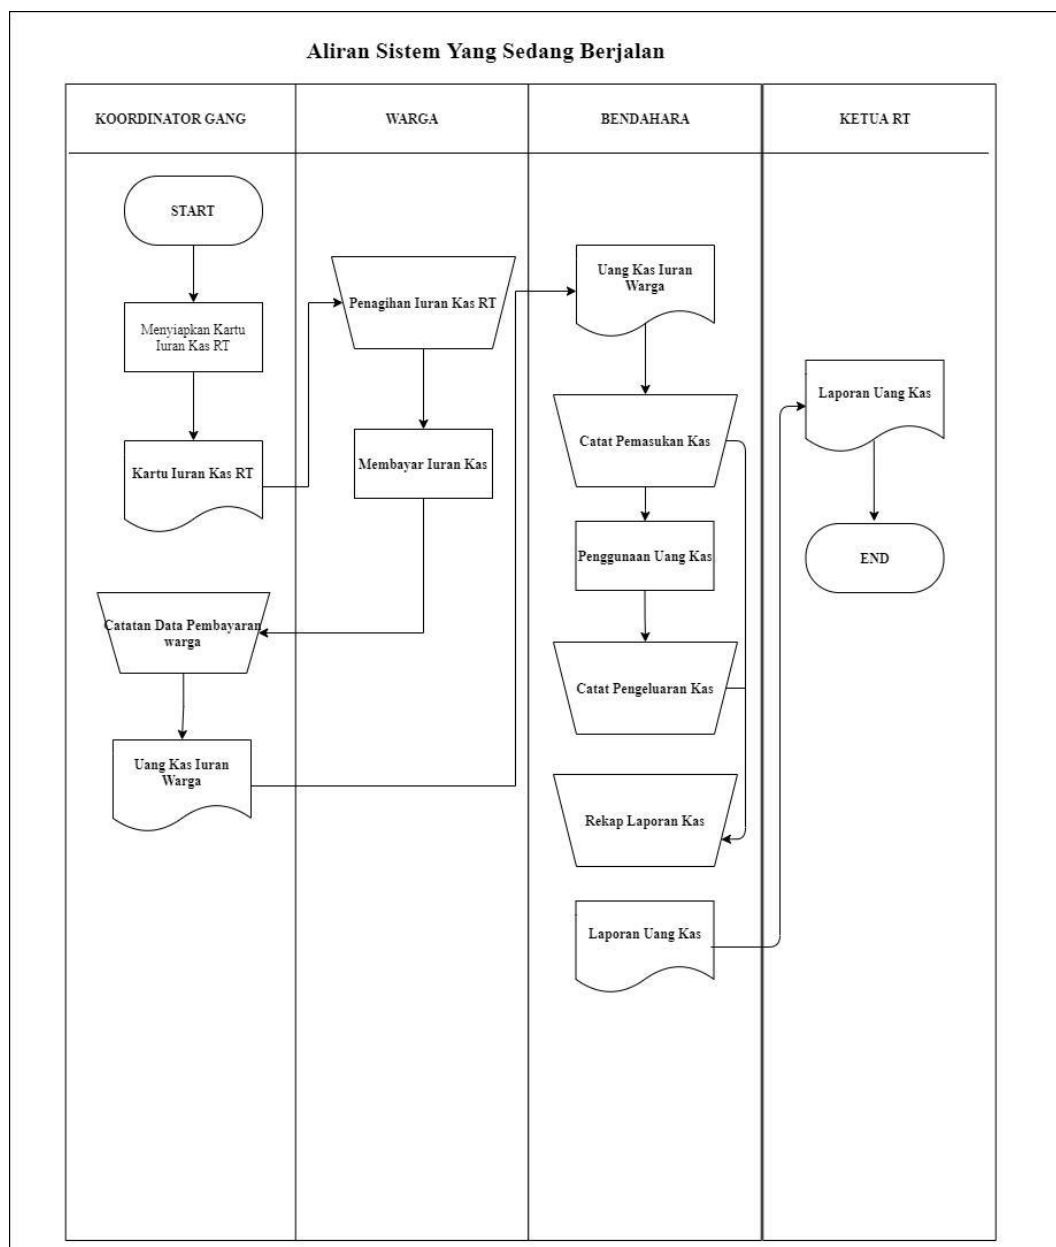 Aliran Sistem Yang Sedang Berjalan
KOORDINATOR GANG
WARGA
BENDAHARA
KETUA RT
START
Menyiapkan Kartu
Iuran Kas RT
Kartu Iuran Kas RT
Catatan Data Pembayaran
warga
Uang Kas Iuran
Warga
Penagihan Iuran Kas RT
Membayar Iuran Kas
Uang Kas Iuran
Warga
Catat Pemasukan Kas
Penggunaan Uang Kas
Catat Pengeluaran Kas
Rekap Laporan Kas
Laporan Uang Kas
Laporan Uang Kas
END